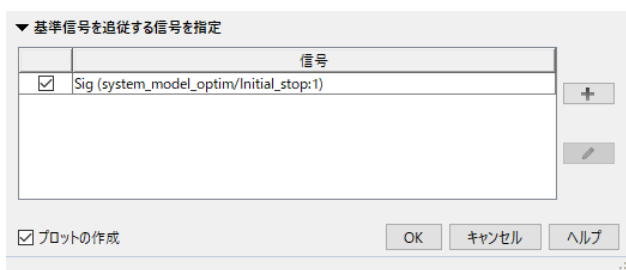 ▼ 基準信号を追従する信号を指定
信号
Sig (system_model_optim/Initial_stop:1)
プロットの作成
OK キャンセル ヘルプ